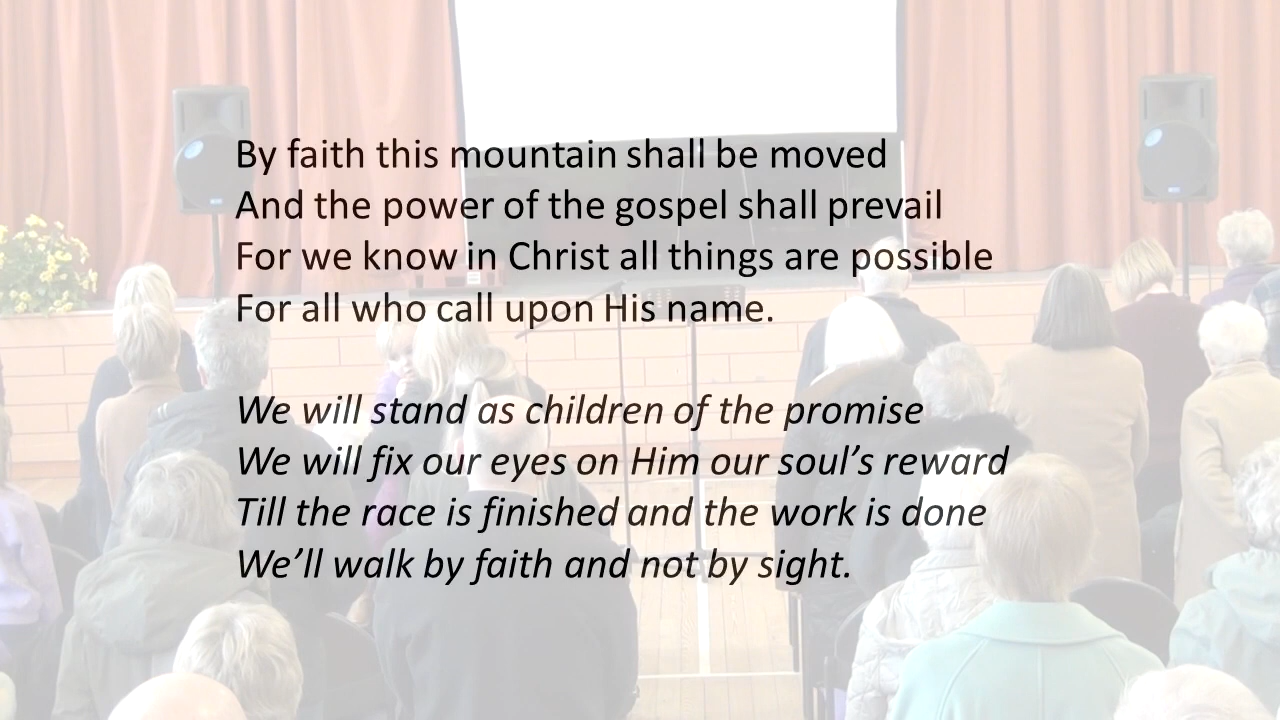 By faith this mountain shall be moved
And the power of the gospel shall prevail
For we know in Christ all things are possible
For all who call upon His name.
We will stand as children of the promise
We will fix our eyes on Him our soul’s reward
Till the race is finished and the work is done
We’ll walk by faith and not by sight.